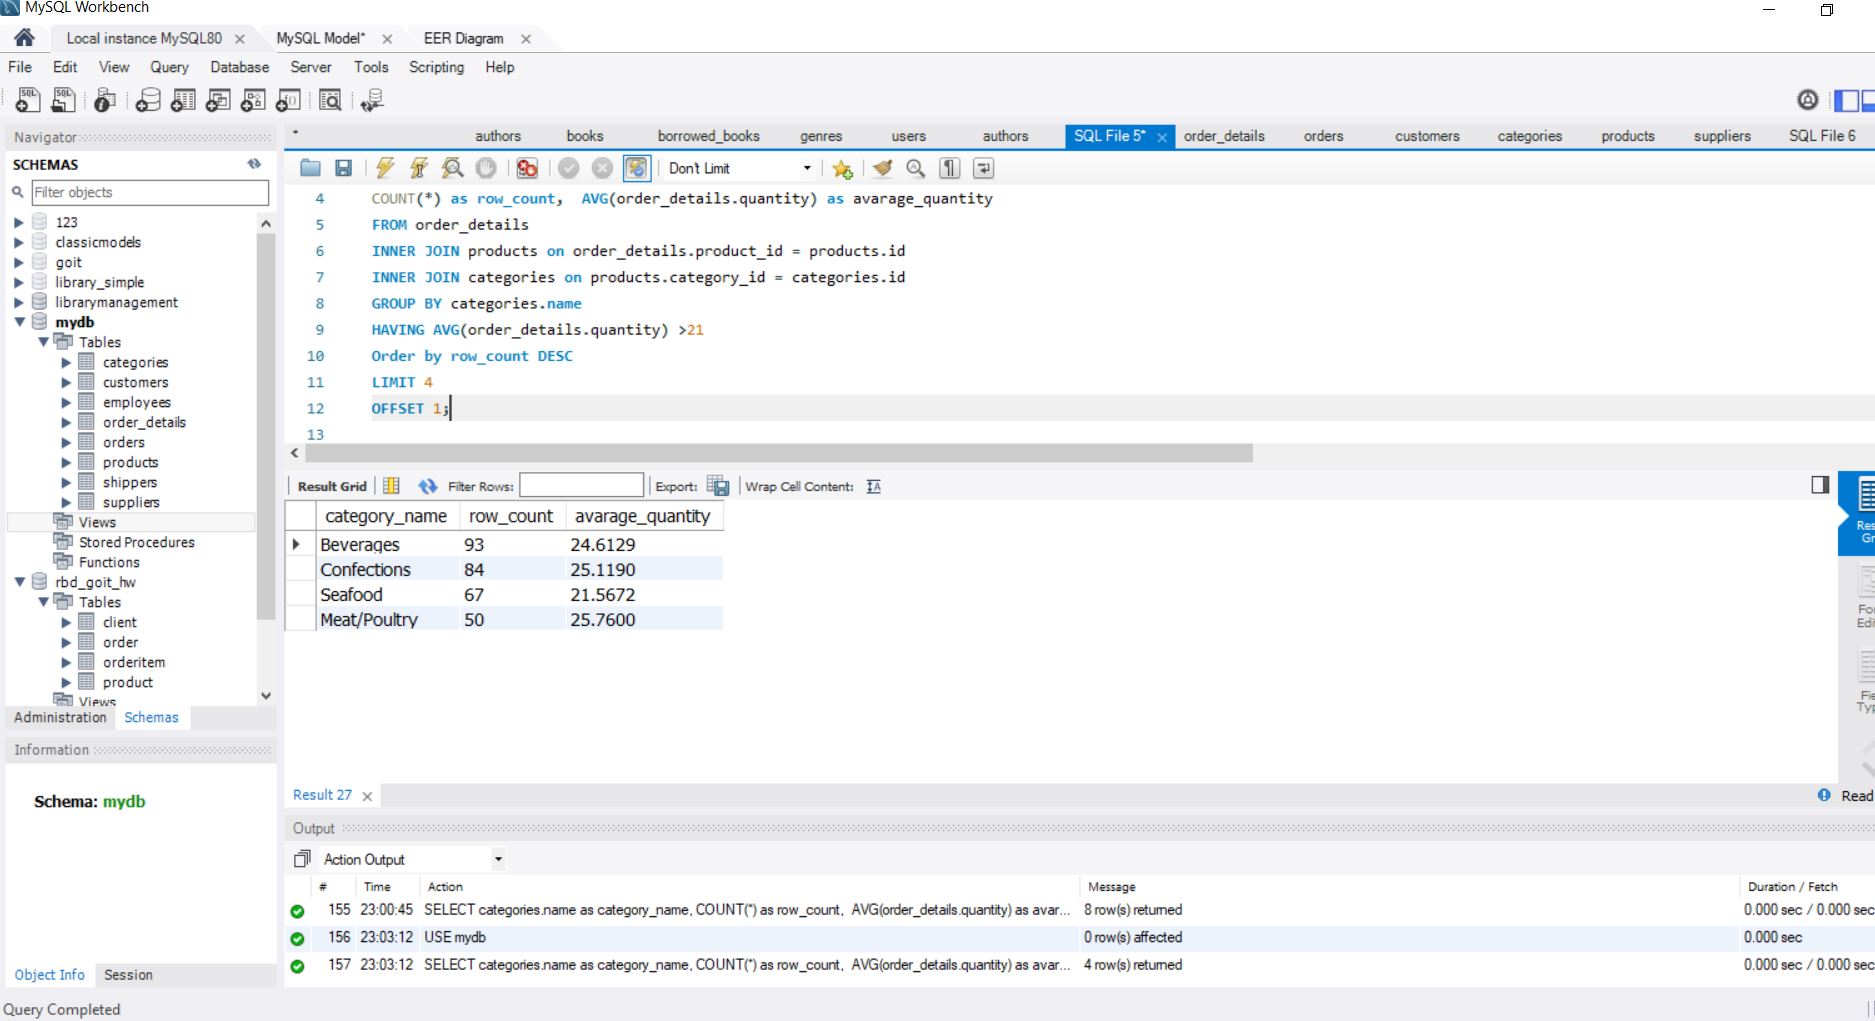 MySQL Workbench
Local instance MySQL80
MySQL Model*
EER Diagram
File Edit View Query Database Server Tools Scripting Help
Navigator
SCHEMAS
Filter objects
123
classicmodels
goit
library_simple
librarymanagement
mydb
Tables
categories
customers
employees
order_details
orders
products
shippers
suppliers
Views
Stored Procedures
Functions
rbd_goit_hw
Tables
client
order
orderitem
product
Views
Administration Schemas
Information
Schema: mydb
Object Info Session
* authors books borrowed_books genres users authors SQL File 5* order_details orders customers categories products suppliers SQL File 6
Don't Limit
4 COUNT(*) as row_count,  AVG(order_details.quantity) as avarage_quantity
5 FROM order_details
6 INNER JOIN products on order_details.product_id = products.id
7 INNER JOIN categories on products.category_id = categories.id
8 GROUP BY categories.name
9 HAVING AVG(order_details.quantity) >21
10 Order by row_count DESC
11 LIMIT 4
12 OFFSET 1;
13
Result Grid Filter Rows: Export: Wrap Cell Content:
category_name row_count avarage_quantity
Beverages 93 24.6129
Confections 84 25.1190
Seafood 67 21.5672
Meat/Poultry 50 25.7600
Result 27
Read
Output
Action Output
# Time Action Message Duration / Fetch
155 23:00:45 SELECT categories.name as category_name, COUNT(*) as row_count,  AVG(order_details.quantity) as avar... 8 row(s) returned 0.000 sec / 0.000 sec
156 23:03:12 USE mydb 0 row(s) affected 0.000 sec
157 23:03:12 SELECT categories.name as category_name, COUNT(*) as row_count,  AVG(order_details.quantity) as avar... 4 row(s) returned 0.000 sec / 0.000 sec
Query Completed